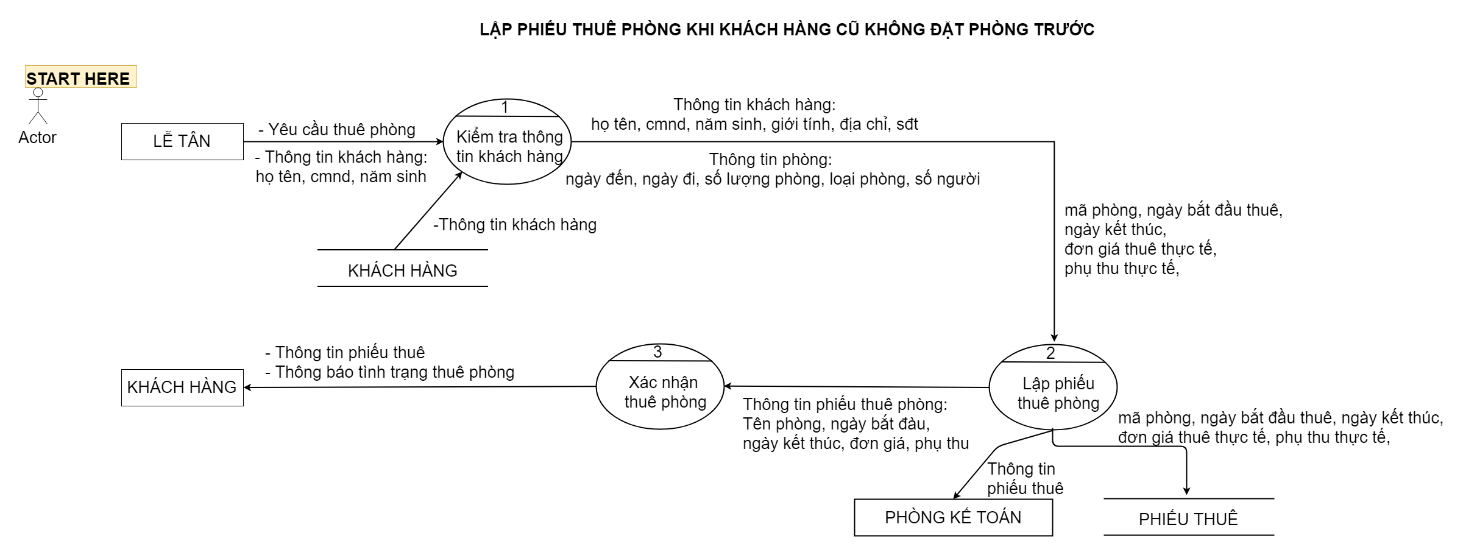 LẬP PHIẾU THUÊ PHÒNG KHI KHÁCH HÀNG CŨ KHÔNG ĐẶT PHÒNG TRƯỚC
START HERE
Actor
LỄ TÂN
- Yêu cầu thuê phòng
- Thông tin khách hàng:
họ tên, cmnd, năm sinh
1
Kiểm tra thông
tin khách hàng
Thông tin khách hàng:
họ tên, cmnd, năm sinh, giới tính, địa chỉ, sđt
Thông tin phòng:
ngày đến, ngày đi, số lượng phòng, loại phòng, số người
-Thông tin khách hàng
KHÁCH HÀNG
mã phòng, ngày bắt đầu thuê,
ngày kết thúc,
đơn giá thuê thực tế,
phụ thu thực tế,
2
Lập phiếu
thuê phòng
3
Xác nhận
thuê phòng
- Thông tin phiếu thuê
- Thông báo tình trạng thuê phòng
KHÁCH HÀNG
Thông tin phiếu thuê phòng:
Tên phòng, ngày bắt đàu,
ngày kết thúc, đơn giá, phụ thu
mã phòng, ngày bắt đầu thuê, ngày kết thúc,
đơn giá thuê thực tế, phụ thu thực tế,
Thông tin
phiếu thuê
PHÒNG KẾ TOÁN
PHIẾU THUÊ